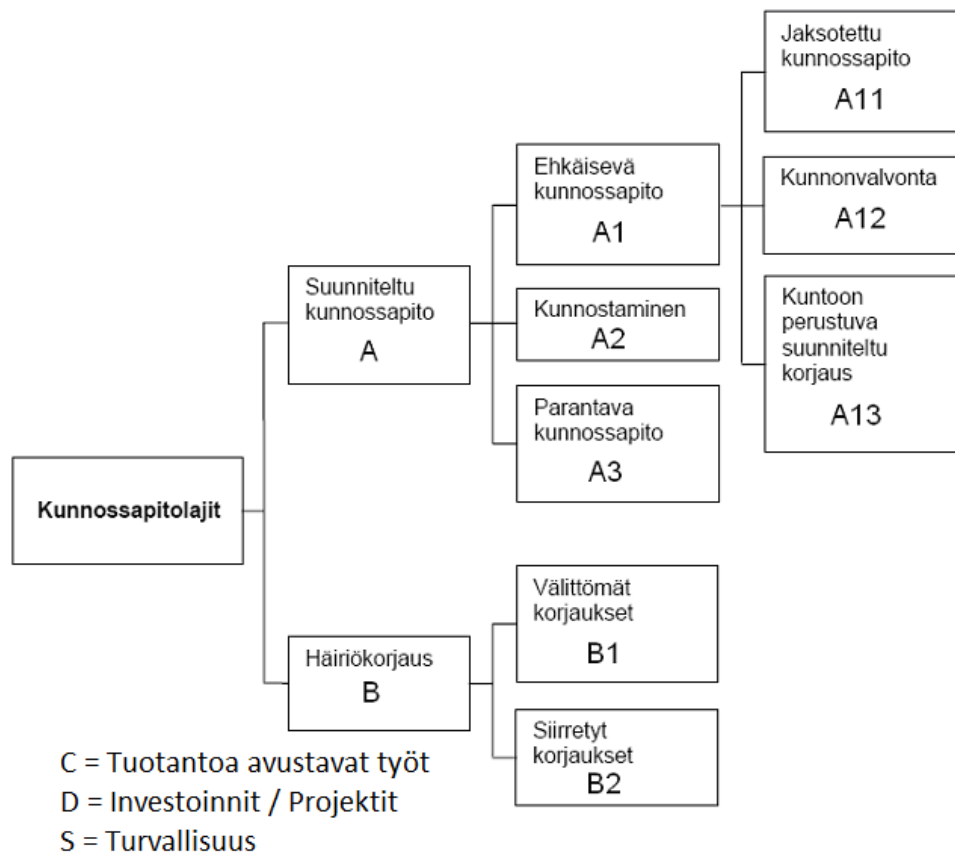 Kunnossapitolajit
Suunniteltu
kunnossapito
A
Ehkäisevä
kunnossapito
A1
Jaksotettu
kunnossapito
A11
Kunnonvalvonta
A12
Kuntoon
perustuva
suunniteltu
korjaus
A13
Kunnostaminen
A2
Parantava
kunnossapito
A3
Häiriökorjaus
B
Välittömät
korjaukset
B1
Siirretyt
korjaukset
B2
C = Tuotantoa avustavat työt
D = Investoinnit / Projektit
S = Turvallisuus